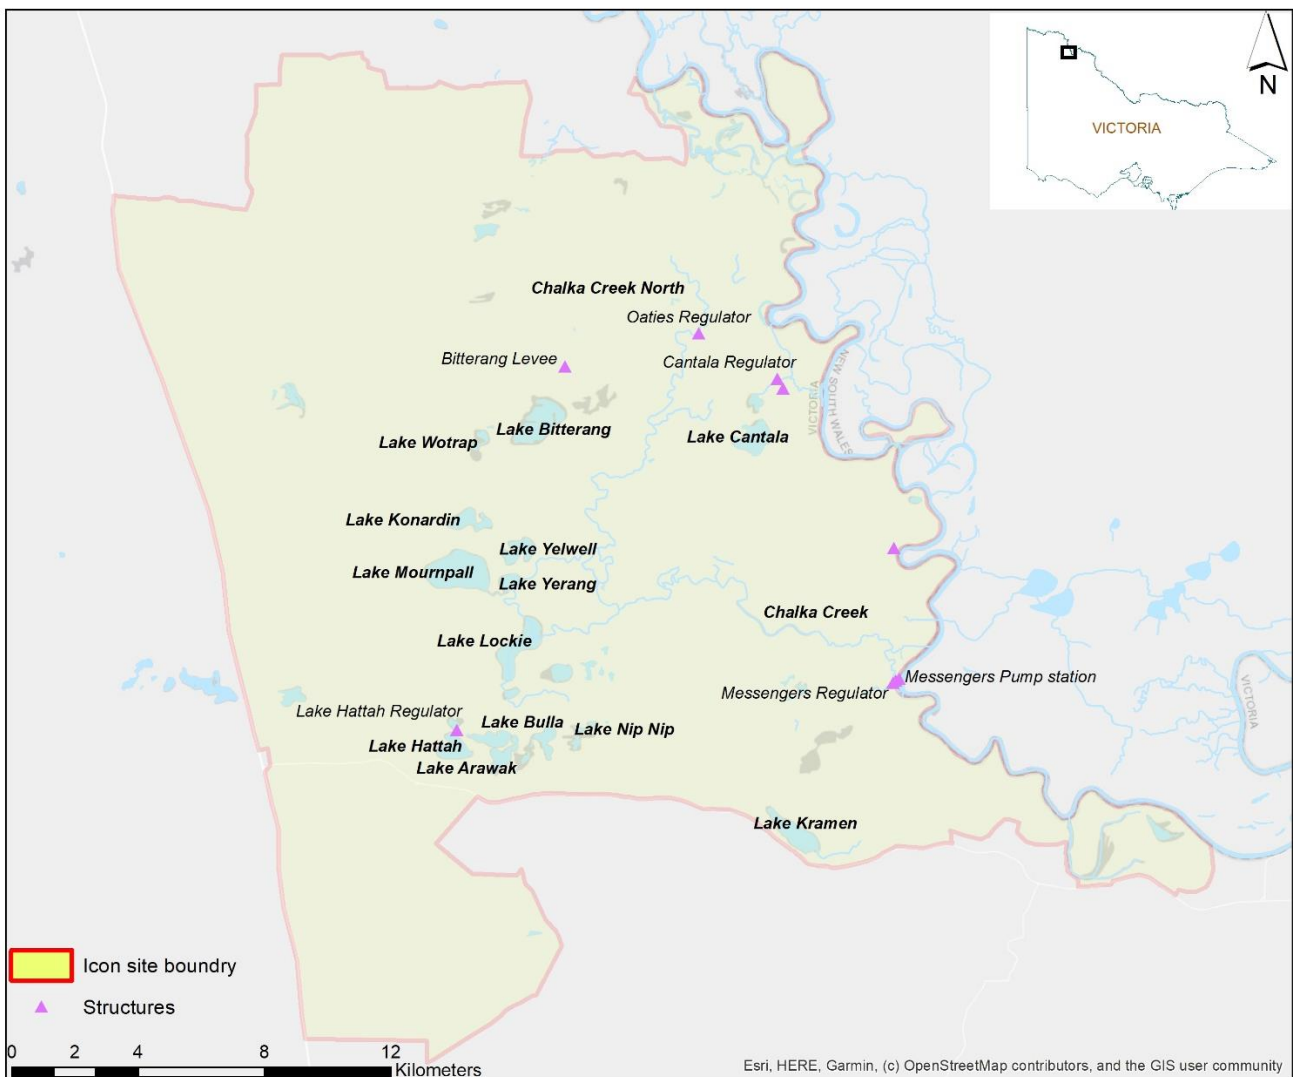 N
VICTORIA
Chalka Creek North
Oaties Regulator
Bitterang Levee
Cantala Regulator
VICTORIA
NEW SOUTH WALES
Lake Bitterang
Lake Wotrap
Lake Cantala
Lake Konardin
Lake Yelwell
Lake Mournpall
Lake Yerang
Chalka Creek
Lake Lockie
Messengers Pump station
Messengers Regulator
VICTORIA
Lake Hattah Regulator
Lake Bulla
Lake Nip Nip
Lake Hattah
Lake Arawak
Lake Kramen
Icon site boundry
Structures
0 2 4 8 12
Kilometers
Esri, HERE, Garmin, (c) OpenStreetMap contributors, and the GIS user community